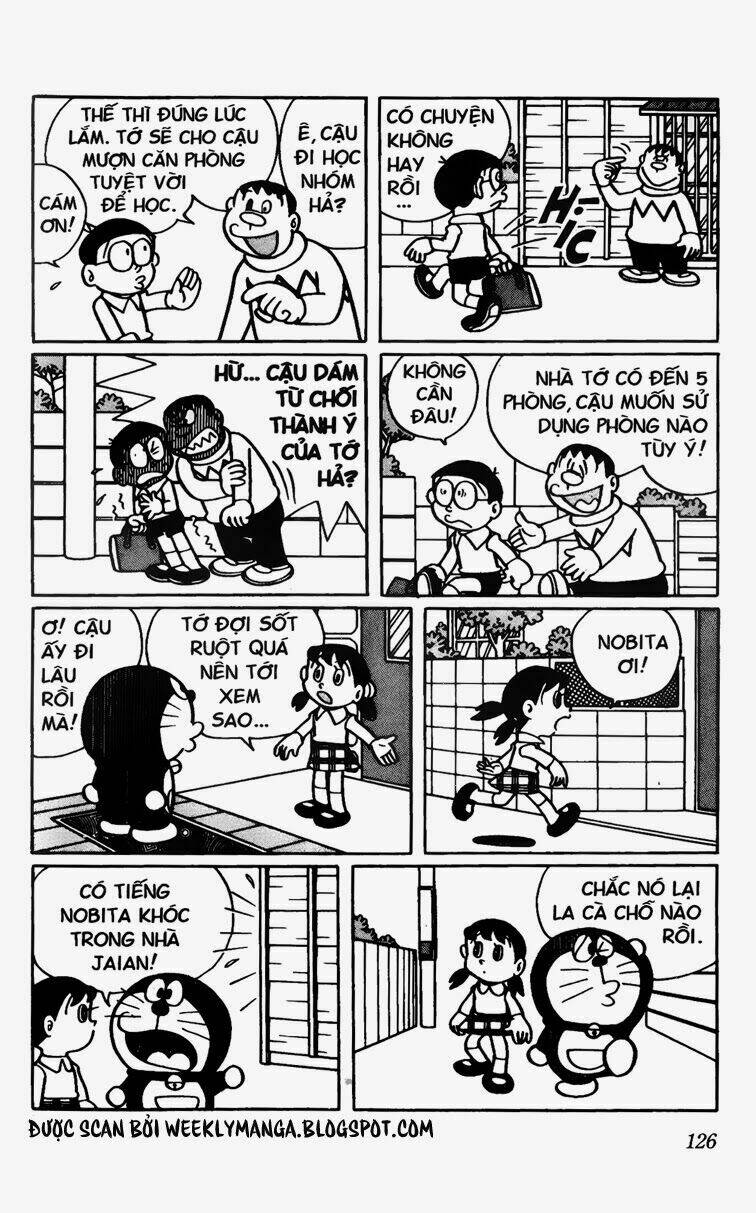 CÓ CHUYỆN
KHÔNG
HAY
RỒI
...
HỊ-
IC
Ê, CẬU
ĐI HỌC
NHÓM
HẢ?
THẾ THÌ ĐÚNG LÚC
LẮM. TỚ SẼ CHO CẬU
MƯỢN CĂN PHÒNG
TUYỆT VỜI
ĐỂ HỌC.
CÁM
ƠN!
NHÀ TỚ CÓ ĐẾN 5
PHÒNG, CẬU MUỐN SỬ
DỤNG PHÒNG NÀO
TÙY Ý!
KHÔNG
CẦN
ĐÂU!
HỪ... CẬU DÁM
TỪ CHỐI
THÀNH Ý
CỦA TỚ
HẢ?
NOBITA
ƠI!
TỚ ĐỢI SỐT
RUỘT QUÁ
NÊN TỚI
XEM
SAO...
Ơ! CẬU
ẤY ĐI
LÂU
RỒI
MÀ!
CHẮC NÓ LẠI
LA CÀ CHỖ NÀO
RỒI.
CÓ TIẾNG
NOBITA KHÓC
TRONG NHÀ
JAIAN!
ĐƯỢC SCAN BỞI WEEKLYMANGA.BLOGSPOT.COM
126